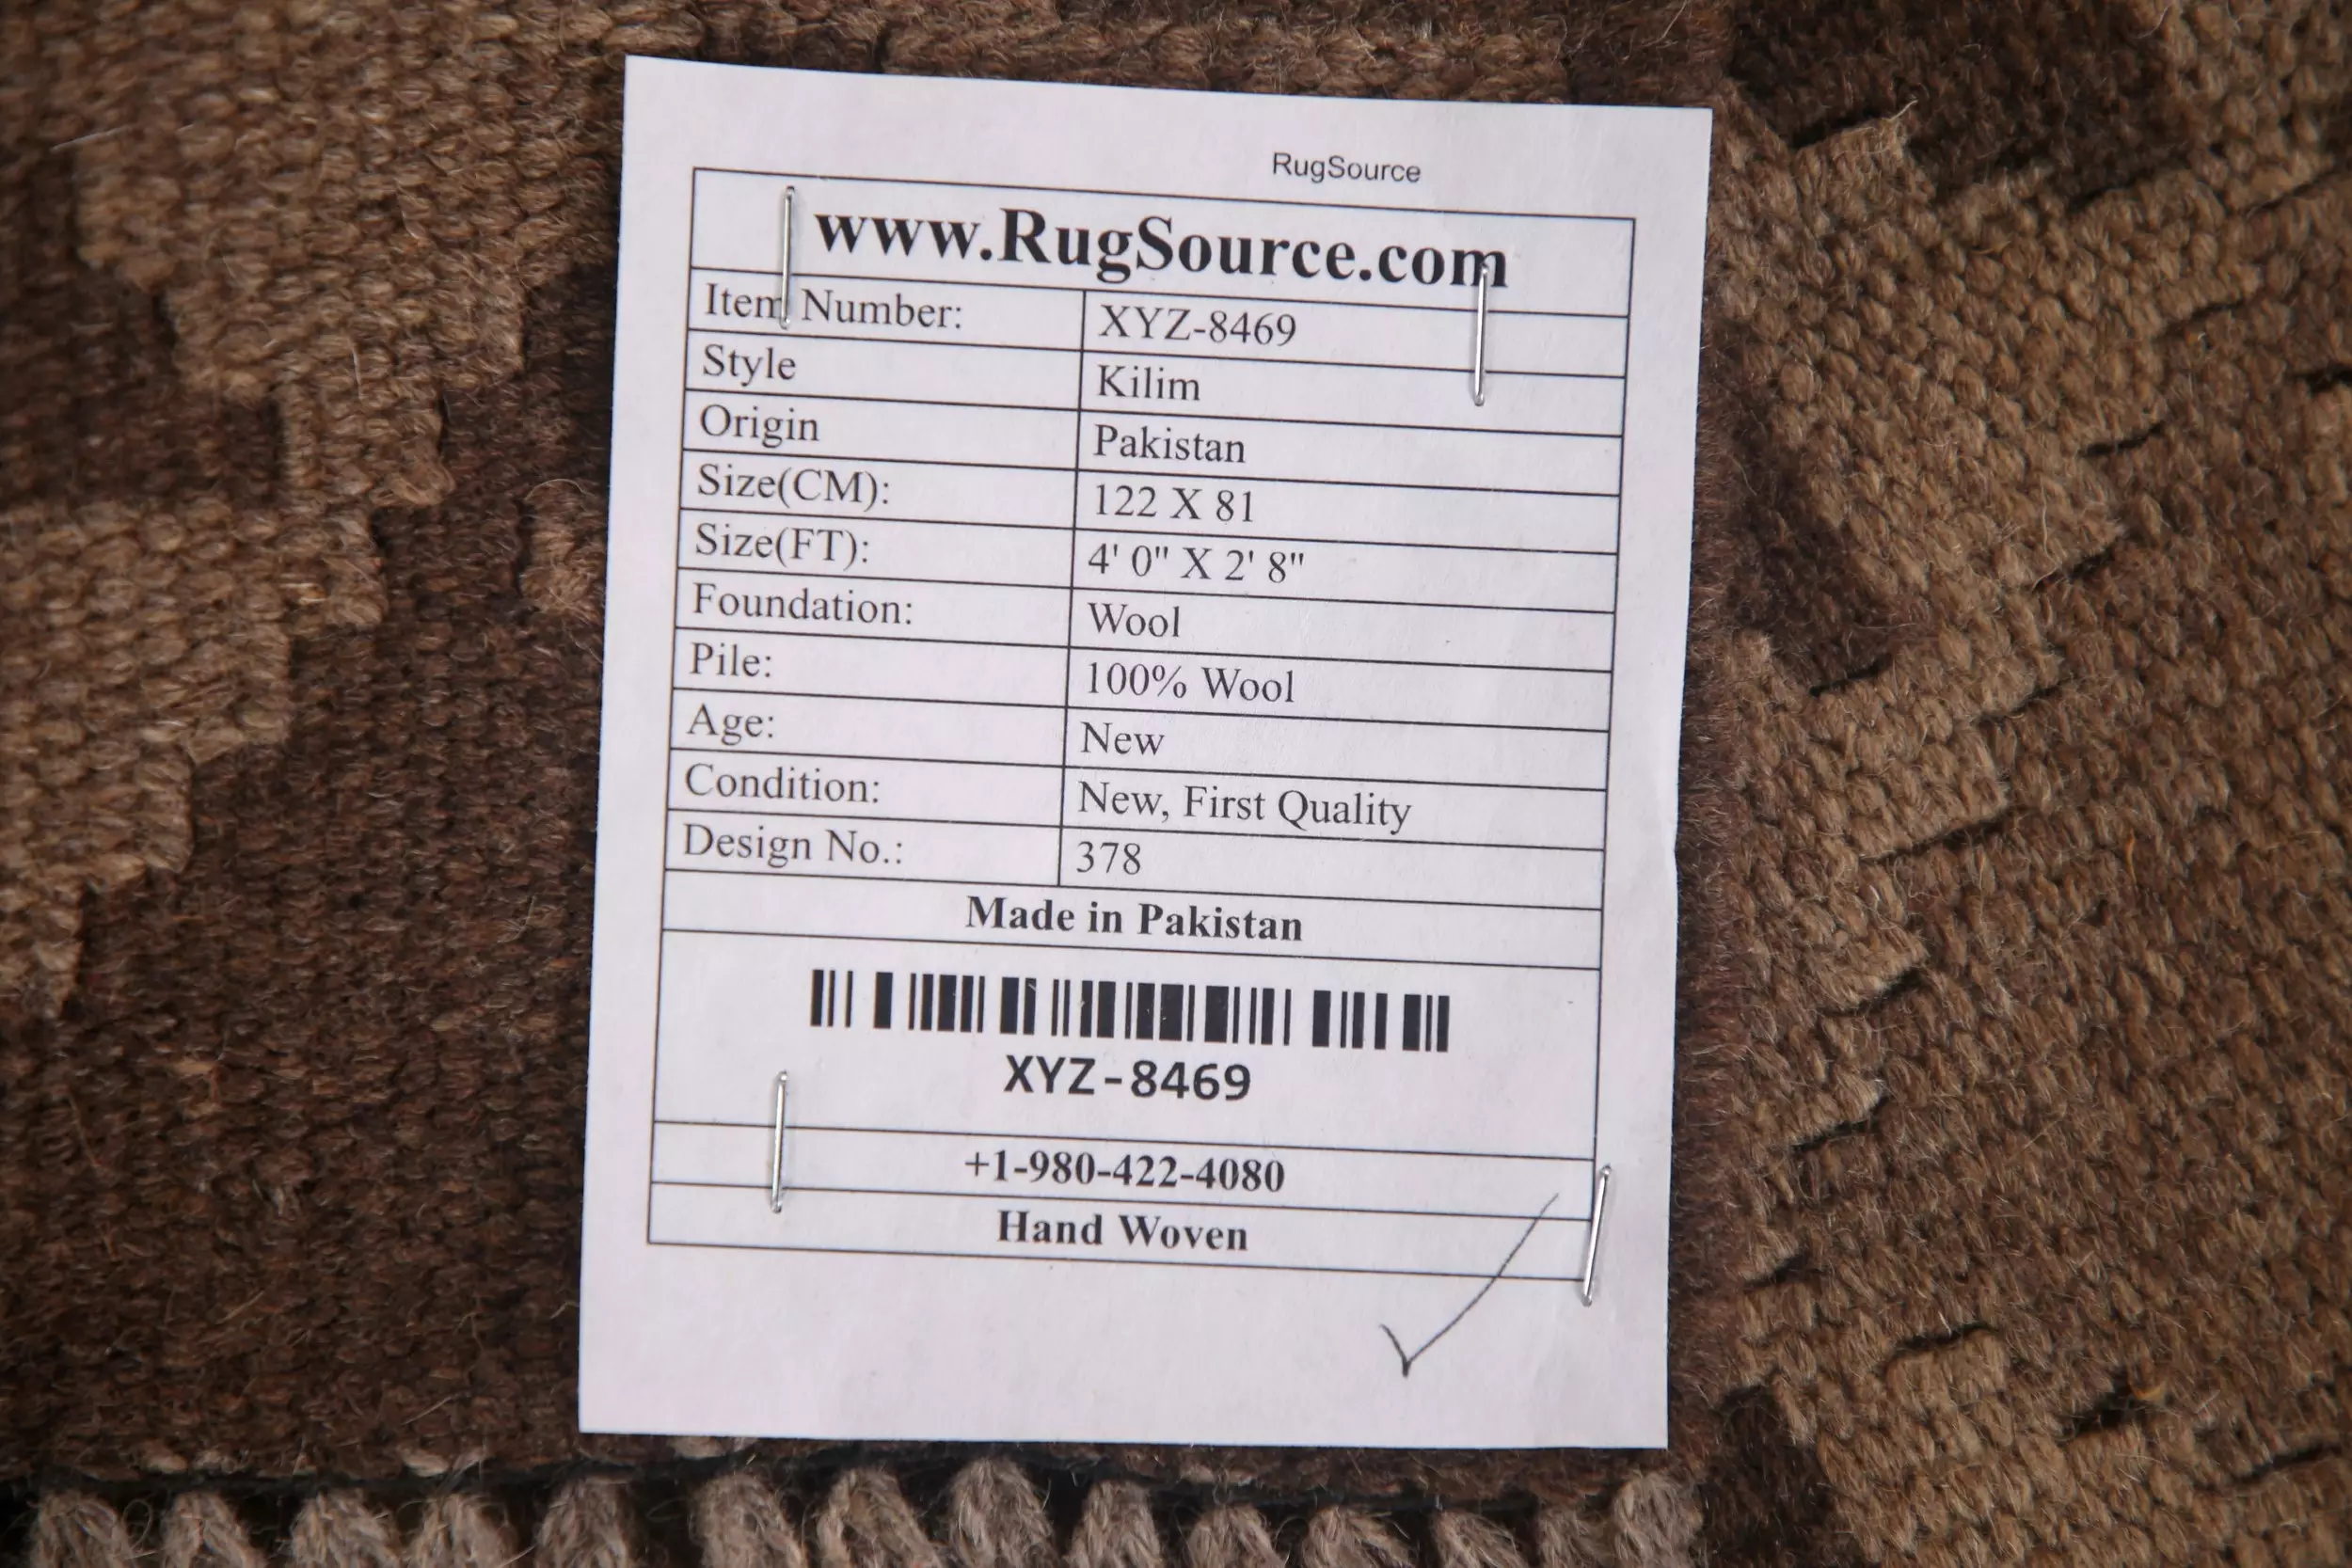 RugSource
www.RugSource.com
Item Number: XYZ-8469
Style Kilim
Origin Pakistan
Size(CM): 122 X 81
Size(FT): 4' 0" X 2' 8"
Foundation: Wool
Pile: 100% Wool
Age: New
Condition: New, First Quality
Design No.: 378
Made in Pakistan
XYZ-8469
+1-980-422-4080
Hand Woven